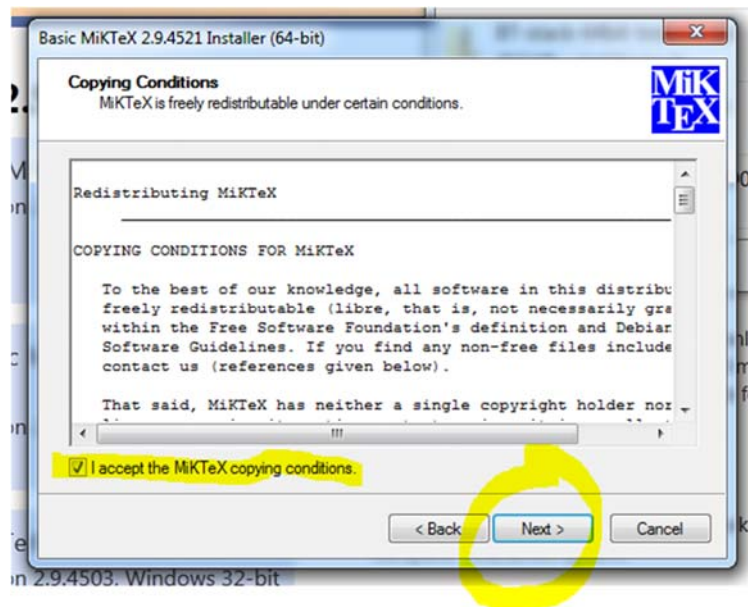 Basic MiKTeX 2.9.4521 Installer (64-bit)
Copying Conditions
MiKTeX is freely redistributable under certain conditions.
MiK
TEX
Redistributing MiKTeX
COPYING CONDITIONS FOR MiKTeX
To the best of our knowledge, all software in this distribu
freely redistributable (libre, that is, not necessarily gra
within the Free Software Foundation's definition and Debian
Software Guidelines. If you find any non-free files include
contact us (references given below).
That said, MiKTeX has neither a single copyright holder nor
I accept the MiKTeX copying conditions.
< Back
Next >
Cancel
on 2.9.4503. Windows 32-bit